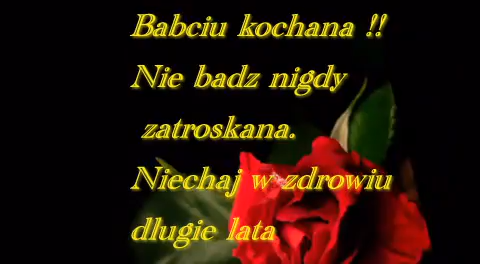 Babciu kochana !!
Nie badz nigdy
zatroskana.
Niechaj w zdrowiu
dlugie lata